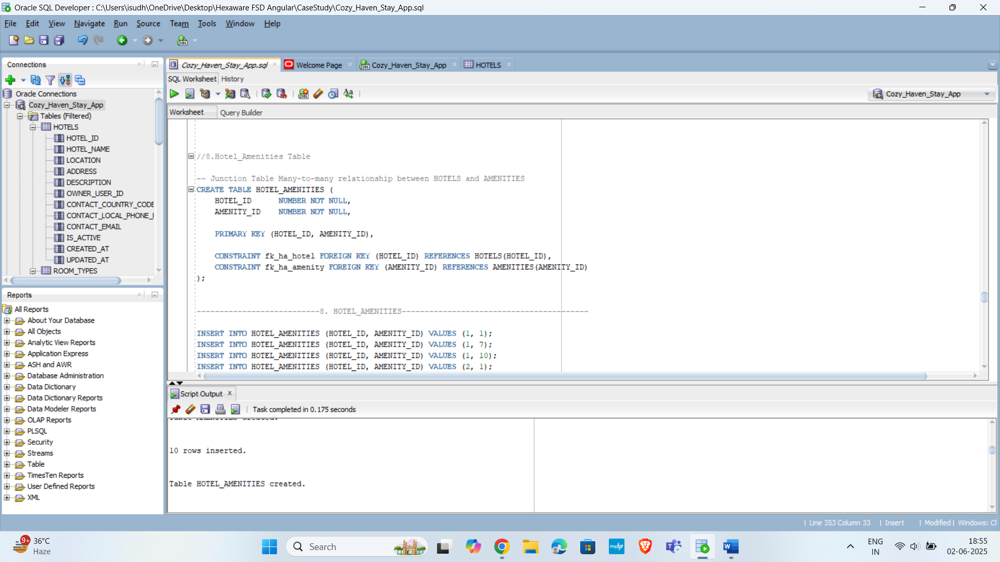 Oracle SQL Developer : C:\Users\isudh\OneDrive\Desktop\Hexaware FSD Angular\CaseStudy\Cozy_Haven_Stay_App.sql
File Edit View Navigate Run Source Team Tools Window Help
Connections
Oracle Connections
Cozy_Haven_Stay_App
Tables (Filtered)
HOTELS
HOTEL_ID
HOTEL_NAME
LOCATION
ADDRESS
DESCRIPTION
OWNER_USER_ID
CONTACT_COUNTRY_CODE
CONTACT_LOCAL_PHONE_
CONTACT_EMAIL
IS_ACTIVE
CREATED_AT
UPDATED_AT
ROOM_TYPES
Reports
All Reports
About Your Database
All Objects
Analytic View Reports
Application Express
ASH and AWR
Database Administration
Data Dictionary
Data Dictionary Reports
Data Modeler Reports
OLAP Reports
PLSQL
Security
Streams
Table
TimesTen Reports
User Defined Reports
XML
Cozy_Haven_Stay_App.sql Welcome Page Cozy_Haven_Stay_App HOTELS
SQL Worksheet History
Cozy_Haven_Stay_App
Worksheet Query Builder
//8.Hotel_Amenities Table
-- Junction Table Many-to-many relationship between HOTELS and AMENITIES
CREATE TABLE HOTEL_AMENITIES (
HOTEL_ID NUMBER NOT NULL,
AMENITY_ID NUMBER NOT NULL,
PRIMARY KEY (HOTEL_ID, AMENITY_ID),
CONSTRAINT fk_ha_hotel FOREIGN KEY (HOTEL_ID) REFERENCES HOTELS(HOTEL_ID),
CONSTRAINT fk_ha_amenity FOREIGN KEY (AMENITY_ID) REFERENCES AMENITIES(AMENITY_ID)
);
---------------------------8. HOTEL_AMENITIES-----------------------------------------
INSERT INTO HOTEL_AMENITIES (HOTEL_ID, AMENITY_ID) VALUES (1, 1);
INSERT INTO HOTEL_AMENITIES (HOTEL_ID, AMENITY_ID) VALUES (1, 7);
INSERT INTO HOTEL_AMENITIES (HOTEL_ID, AMENITY_ID) VALUES (1, 10);
INSERT INTO HOTEL_AMENITIES (HOTEL_ID, AMENITY_ID) VALUES (2, 1);
Script Output
Task completed in 0.175 seconds
Table AMENITIES created.
10 rows inserted.
Table HOTEL_AMENITIES created.
Line 353 Column 33 | Insert | Modified | Windows: CF
9+
36°C
Haze
Search
myhp
ENG
IN
18:55
02-06-2025